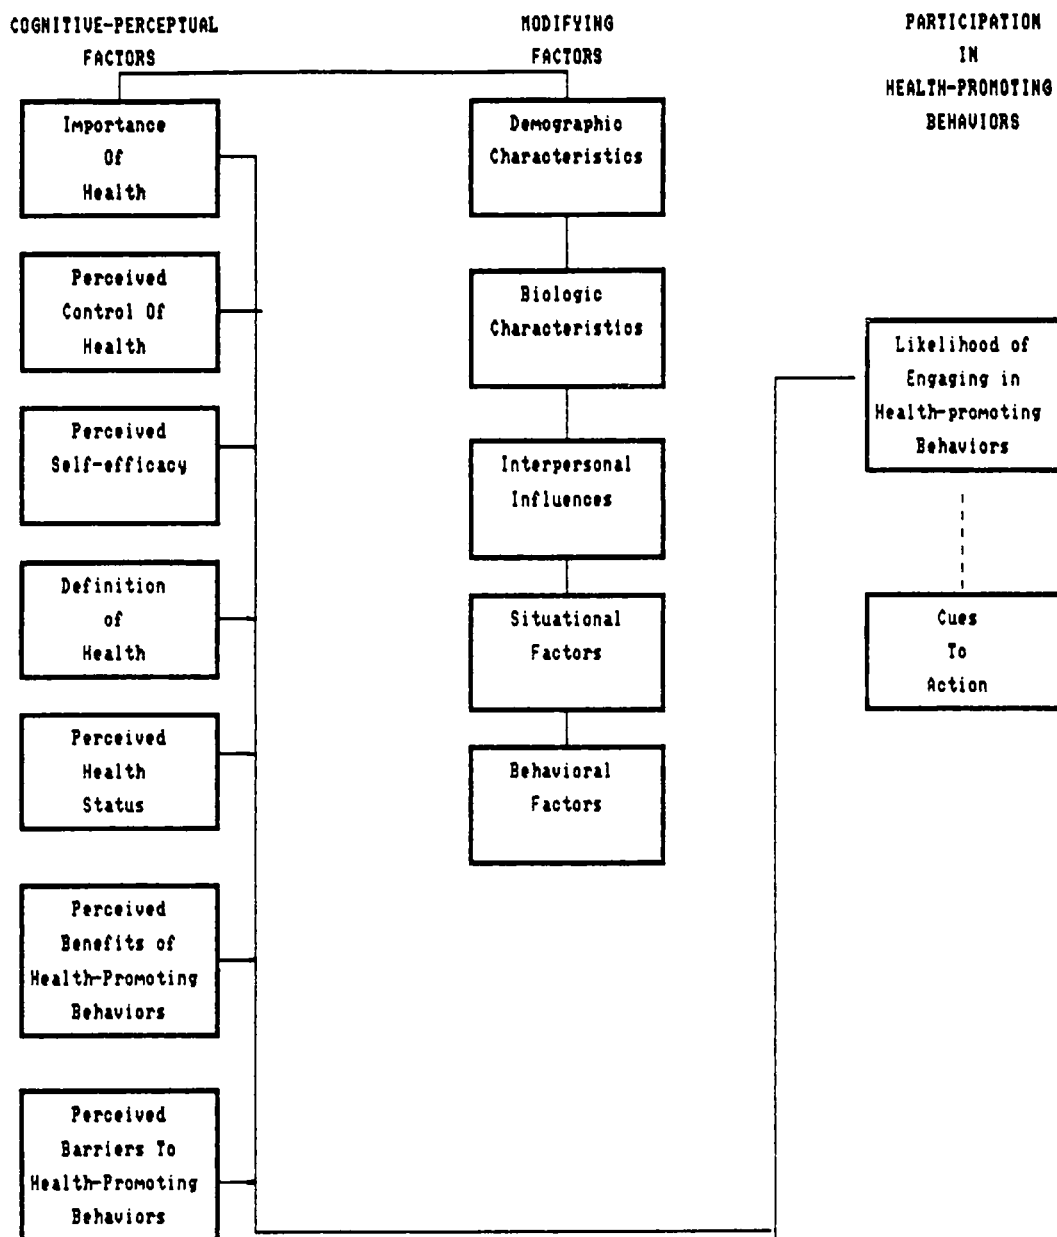 COGNITIVE-PERCEPTUAL
FACTORS
Importance
Of
Health
Perceived
Control Of
Health
Perceived
Self-efficacy
Definition
of
Health
Perceived
Health
Status
Perceived
Benefits of
Health-Promoting
Behaviors
Perceived
Barriers To
Health-Promoting
Behaviors
MODIFYING
FACTORS
Demographic
Characteristics
Biologic
Characteristics
Interpersonal
Influences
Situational
Factors
Behavioral
Factors
PARTICIPATION
IN
HEALTH-PROMOTING
BEHAVIORS
Likelihood of
Engaging in
Health-promoting
Behaviors
Cues
To
Action